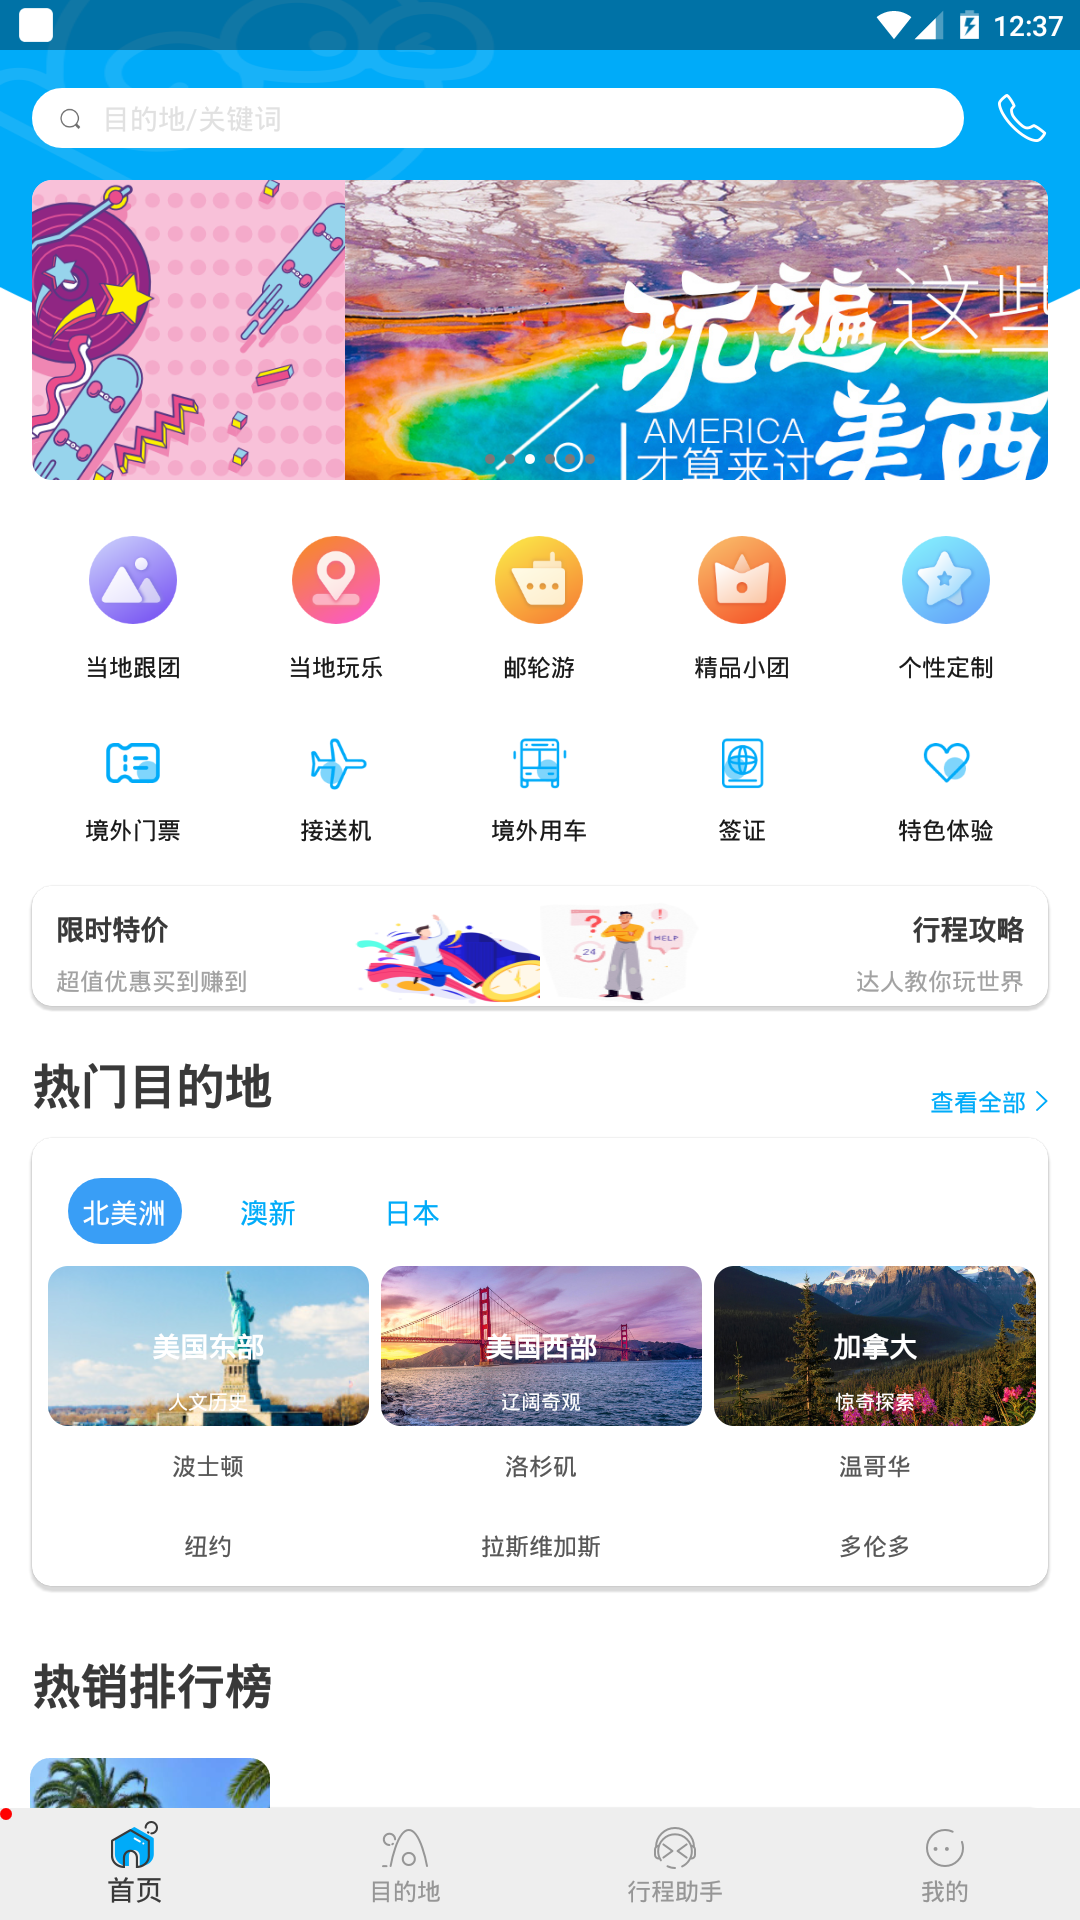 12:37
目的地/关键词
玩遍这些
AMERICA
才算来过
美西
当地跟团 当地玩乐 邮轮游 精品小团 个性定制
境外门票 接送机 境外用车 签证 特色体验
限时特价
超值优惠买到赚到
24
HELP
行程攻略
达人教你玩世界
热门目的地
查看全部
北美洲 澳新 日本
美国东部 美国西部 加拿大
人文历史 辽阔奇观 惊奇探索
波士顿 洛杉矶 温哥华
纽约 拉斯维加斯 多伦多
热销排行榜
首页 目的地 行程助手 我的